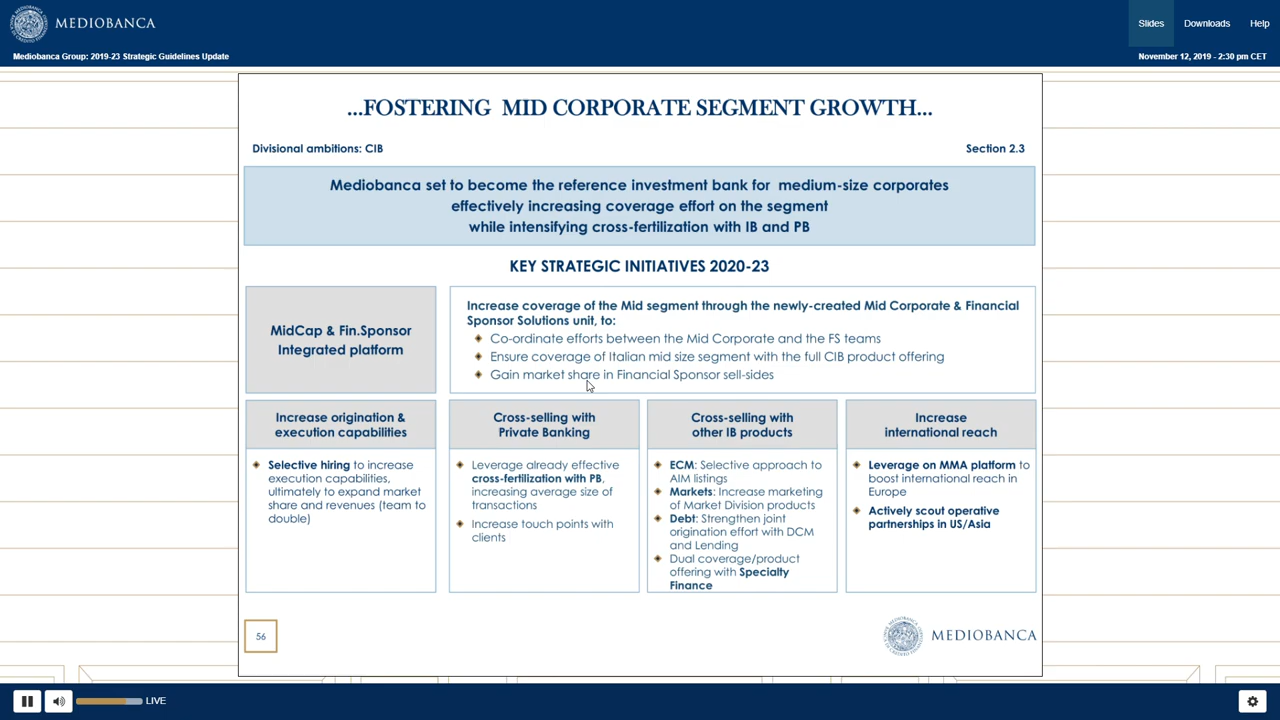 MEDIOBANCA
Slides
Downloads
Help
Mediobanca Group: 2019-23 Strategic Guidelines Update
November 12, 2019 - 2:30 pm CET
...FOSTERING MID CORPORATE SEGMENT GROWTH...
Divisional ambitions: CIB
Section 2.3
Mediobanca set to become the reference investment bank for medium-size corporates
effectively increasing coverage effort on the segment
while intensifying cross-fertilization with IB and PB
KEY STRATEGIC INITIATIVES 2020-23
MidCap & Fin.Sponsor
Integrated platform
Increase coverage of the Mid segment through the newly-created Mid Corporate & Financial
Sponsor Solutions unit, to:
Co-ordinate efforts between the Mid Corporate and the FS teams
Ensure coverage of Italian mid size segment with the full CIB product offering
Gain market share in Financial Sponsor sell-sides
Increase origination &
execution capabilities
Selective hiring to increase
execution capabilities,
ultimately to expand market
share and revenues (team to
double)
Cross-selling with
Private Banking
Leverage already effective
cross-fertilization with PB,
increasing average size of
transactions
Increase touch points with
clients
Cross-selling with
other IB products
ECM: Selective approach to
AIM listings
Markets: Increase marketing
of Market Division products
Debt: Strengthen joint
origination effort with DCM
and Lending
Dual coverage/product
offering with Specialty
Finance
Increase
international reach
Leverage on MMA platform to
boost international reach in
Europe
Actively scout operative
partnerships in US/Asia
56
MEDIOBANCA
LIVE